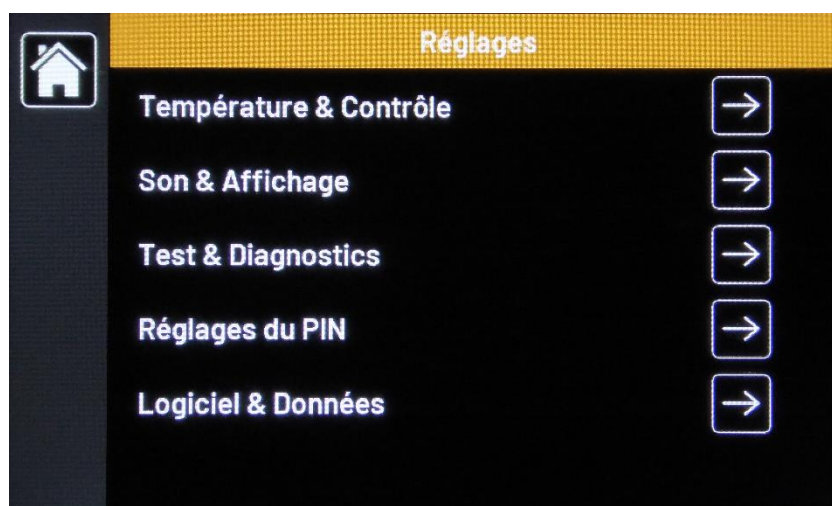 Réglages
Température & Contrôle
Son & Affichage
Test & Diagnostics
Réglages du PIN
Logiciel & Données